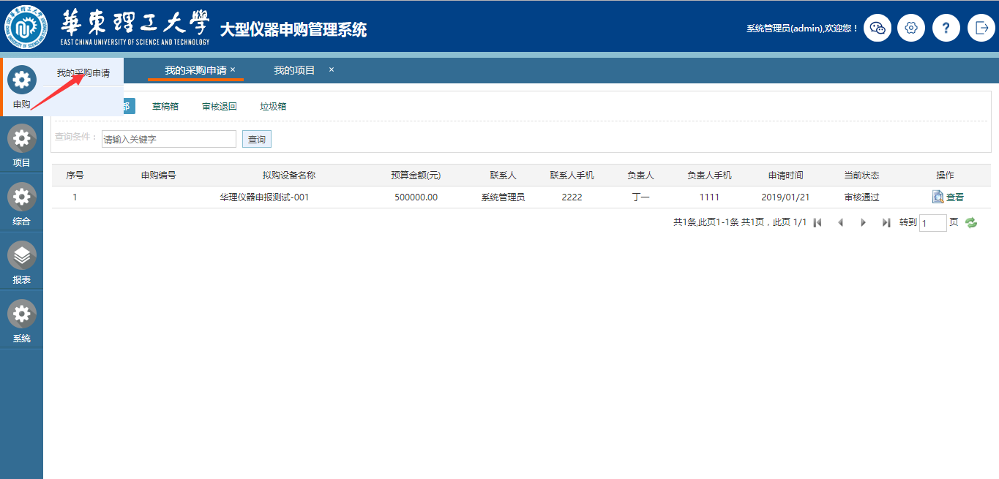 華東理工大學
EAST CHINA UNIVERSITY OF SCIENCE AND TECHNOLOGY
大型仪器申购管理系统
系统管理员(admin),欢迎您！
?
申购
我的采购申请
我的采购申请 ×
我的项目 ×
部 草稿箱 审核退回 垃圾箱
查询条件： 请输入关键字 查询
序号 申购编号 拟购设备名称 预算金额(元) 联系人 联系人手机 负责人 负责人手机 申请时间 当前状态 操作
1 华理仪器申报测试-001 500000.00 系统管理员 2222 丁一 1111 2019/01/21 审核通过 查看
共1条,此页1-1条 共1页，此页 1/1 转到 1 页
项目
综合
报表
系统